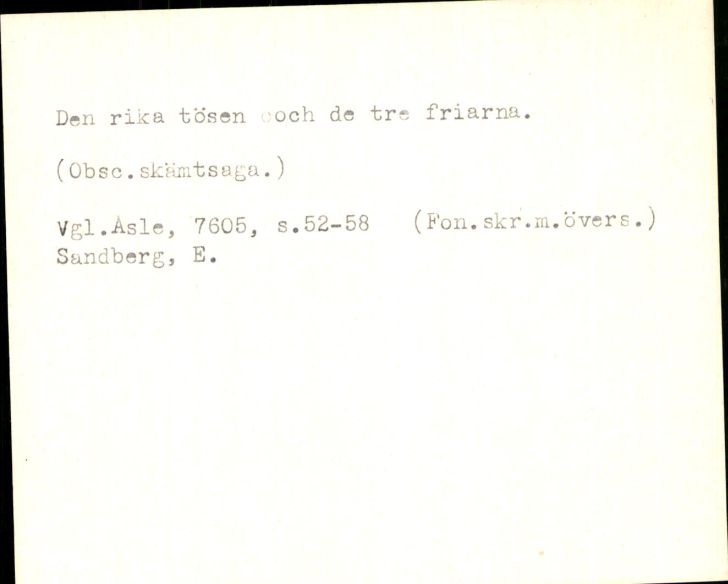 Den rika tösen och de tre friarna.
(Obsc.skämtsaga.)
Vgl.Åsle, 7605, s.52-58 (Fon.skr.m.övers.)
Sandberg, E.